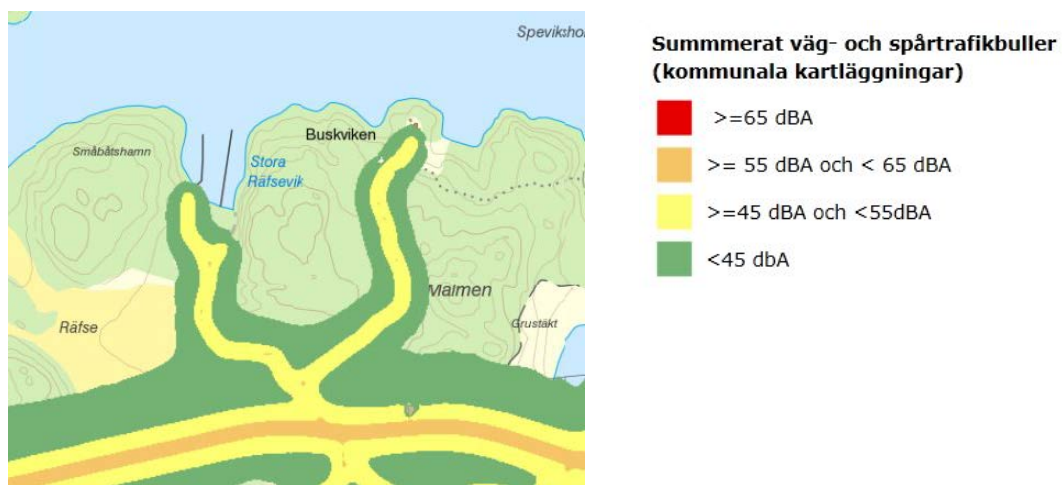 Spevikshol
Buskviken
Småbåtshamn
Stora
Räfsevik
Malmen
Räfse
Grustäkt
Summmerat väg- och spårtrafikbuller
(kommunala kartläggningar)
>=65 dBA
>= 55 dBA och < 65 dBA
>=45 dBA och <55dBA
<45 dbA